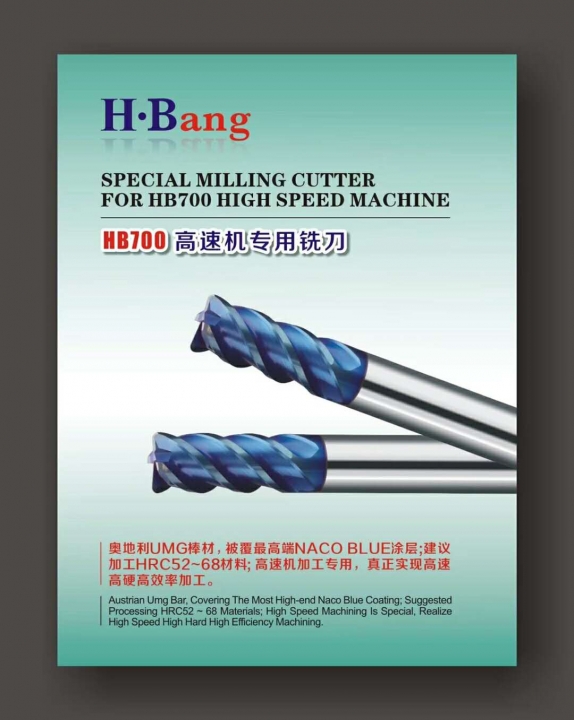 H·Bang
SPECIAL MILLING CUTTER
FOR HB700 HIGH SPEED MACHINE
HB700 高速机专用铣刀
奥地利UMG棒材，被覆最高端NACO BLUE涂层;建议
加工HRC52~68材料; 高速机加工专用，真正实现高速
高硬高效率加工。
Austrian Umg Bar, Covering The Most High-end Naco Blue Coating; Suggested
Processing HRC52 ~ 68 Materials; High Speed Machining Is Special, Realize
High Speed High Hard High Efficiency Machining.